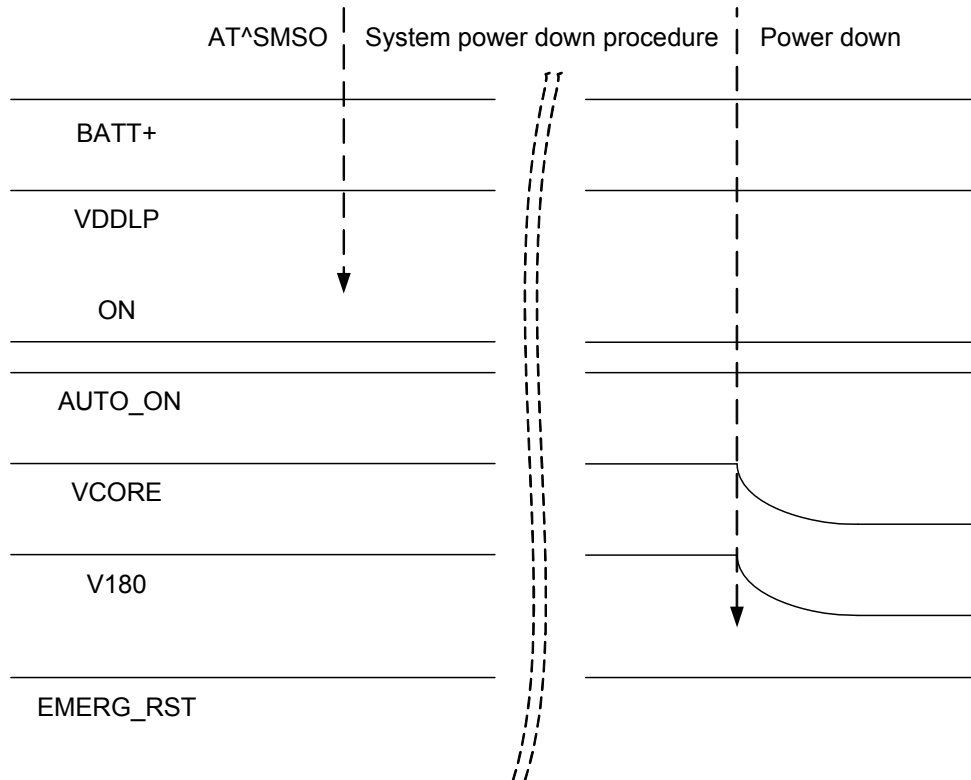 AT^SMSO System power down procedure Power down
BATT+
VDDLP
ON
AUTO_ON
VCORE
V180
EMERG_RST